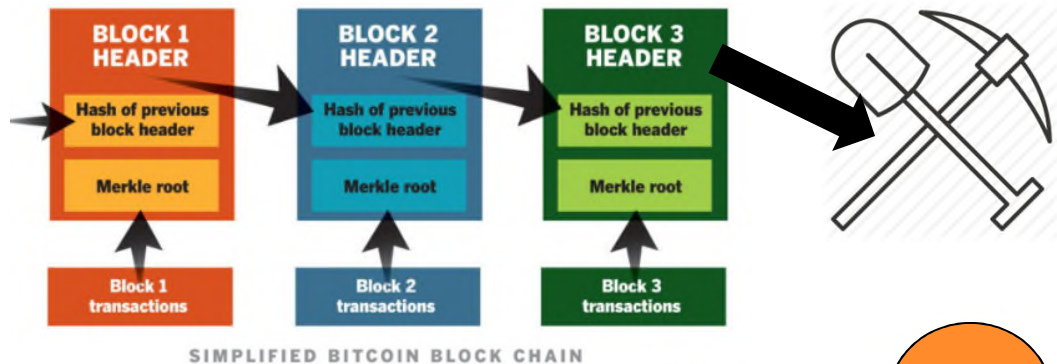 BLOCK 1
HEADER
Hash of previous
block header
Merkle root
Block 1
transactions
BLOCK 2
HEADER
Hash of previous
block header
Merkle root
Block 2
transactions
BLOCK 3
HEADER
Hash of previous
block header
Merkle root
Block 3
transactions
SIMPLIFIED BITCOIN BLOCK CHAIN